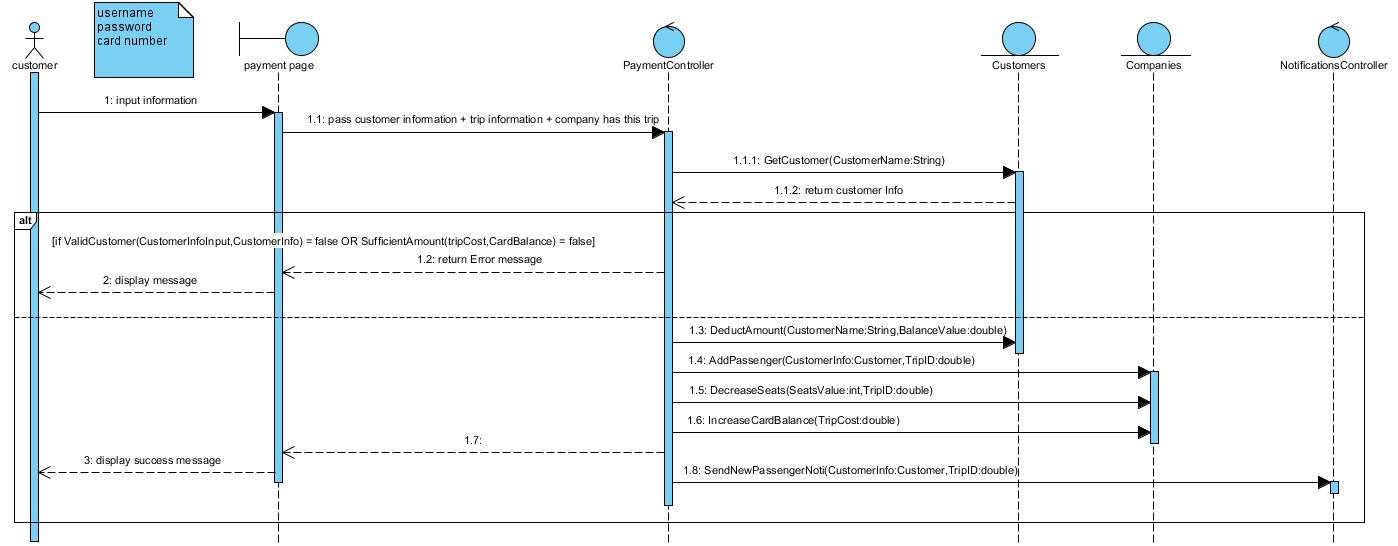 username
password
card number
customer
payment page
PaymentController
Customers
Companies
NotificationsController
1: input information
1.1: pass customer information + trip information + company has this trip
1.1.1: GetCustomer(CustomerName:String)
1.1.2: return customer Info
alt
[if ValidCustomer(CustomerInfoInput,CustomerInfo) = false OR SufficientAmount(tripCost,CardBalance) = false]
1.2: return Error message
2: display message
1.3: DeductAmount(CustomerName:String,BalanceValue:double)
1.4: AddPassenger(CustomerInfo:Customer,TripID:double)
1.5: DecreaseSeats(SeatsValue:int,TripID:double)
1.6: IncreaseCardBalance(TripCost:double)
1.7:
3: display success message
1.8: SendNewPassengerNoti(CustomerInfo:Customer,TripID:double)